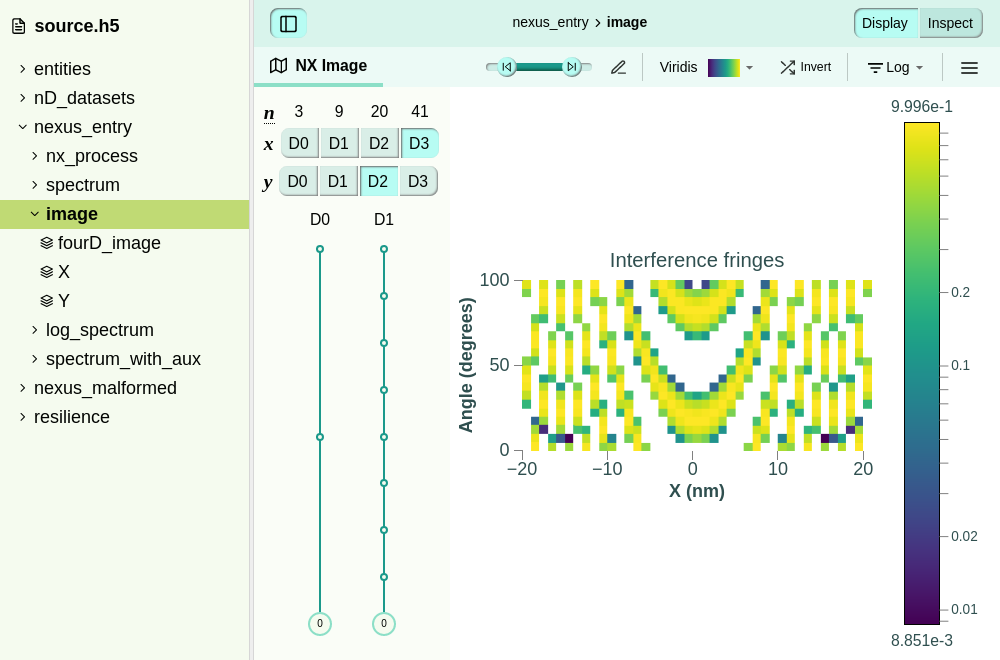 source.h5
entities
nD_datasets
nexus_entry
nx_process
spectrum
image
fourD_image
X
Y
log_spectrum
spectrum_with_aux
nexus_malformed
resilience
nexus_entry › image
Display
Inspect
NX Image
Viridis
Invert
Log
n 3 9 20 41
x D0 D1 D2 D3
y D0 D1 D2 D3
D0 D1
0 0
Interference fringes
100
50
0
Angle (degrees)
−20 −10 0 10 20
X (nm)
9.996e-1
0.2
0.1
0.02
0.01
8.851e-3